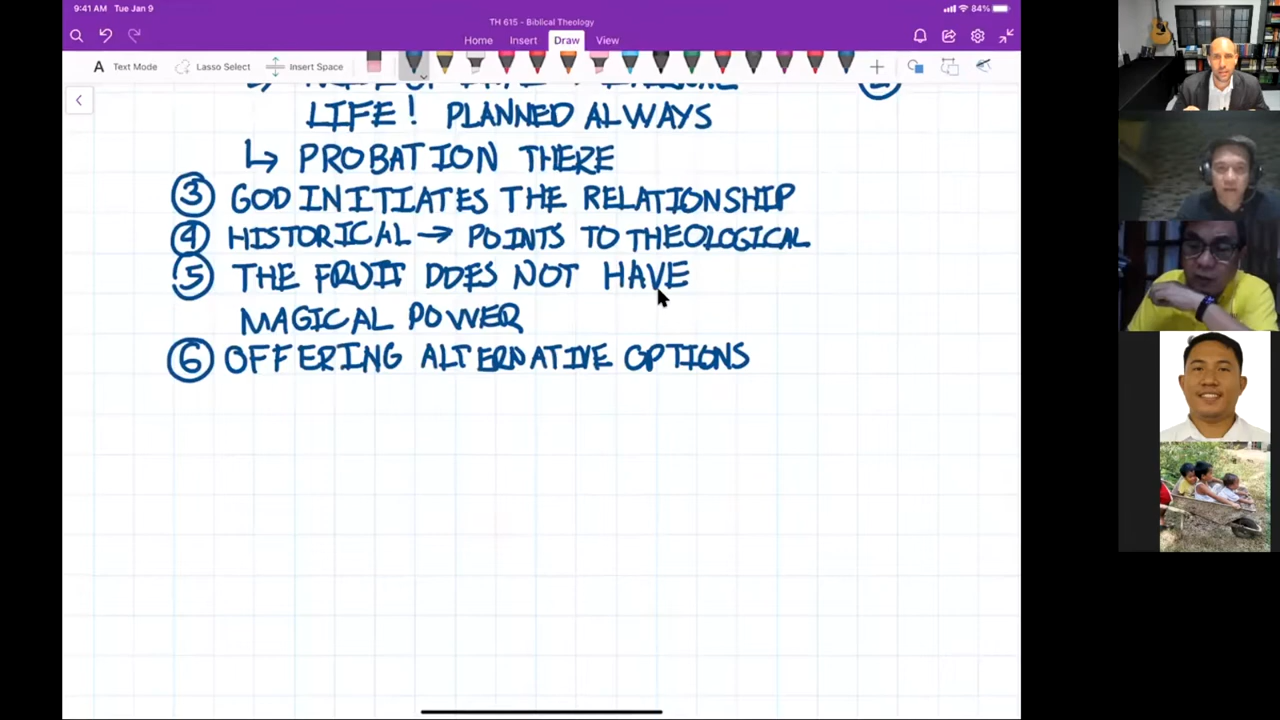 9:41 AM Tue Jan 9
84%
TH 615 - Biblical Theology
Home Insert Draw View
Text Mode Lasso Select Insert Space
LIFE! PLANNED ALWAYS
↳ PROBATION THERE
③ GOD INITIATES THE RELATIONSHIP
④ HISTORICAL → POINTS TO THEOLOGICAL
⑤ THE FRUIT DOES NOT HAVE
MAGICAL POWER
⑥ OFFERING ALTERNATIVE OPTIONS